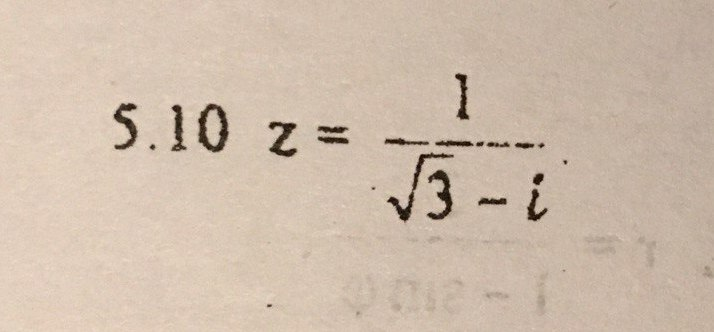 5.10 z = 1/(√3 - i)